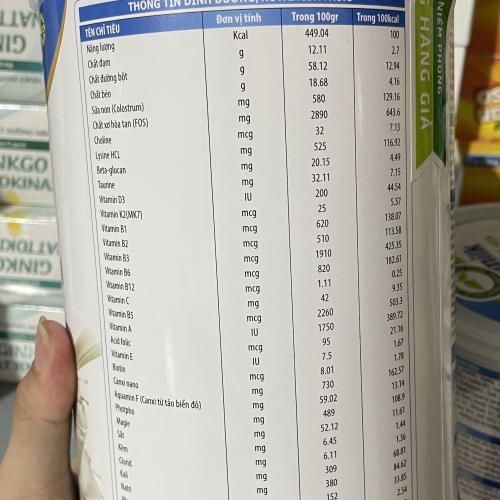 THÔNG TIN DINH DƯỠNG
TÊN CHỈ TIÊU Đơn vị tính Trong 100gr Trong 100kcal
Năng lượng Kcal 449.04 100
Chất đạm g 12.11 2.7
Chất đường bột g 58.12 12.94
Chất béo g 18.68 4.16
Sữa non (Colostrum) mg 580 129.16
Chất xơ hòa tan (FOS) mg 2890 643.6
Choline mcg 32 7.13
Lysine HCL mg 525 116.92
Beta-glucan mg 20.15 4.49
Taurine mg 32.11 7.15
Vitamin D3 IU 200 44.54
Vitamin K2(MK7) mcg 25 5.57
Vitamin B1 mcg 620 138.07
Vitamin B2 mcg 510 113.58
Vitamin B3 mcg 1910 425.35
Vitamin B6 mcg 820 182.61
Vitamin B12 mcg 1.11 0.25
Vitamin C mg 42 9.35
Vitamin B5 mcg 2260 503.3
Vitamin A IU 1750 389.72
Acid folic mcg 95 21.16
Vitamin E IU 7.5 1.67
Biotin mcg 8.01 1.78
Canxi nano mg 730 162.57
Aquamin F (Canxi từ tảo biển đỏ) mg 59.02 13.14
Photpho mg 489 108.9
Magie mg 52.12 11.61
Sắt mg 6.45 1.44
Kẽm mg 6.11 1.36
Clorid mg 309 68.81
Kali mg 380 84.62
Natri mg 152 33.85
2.54
NIÊM PHONG
G HÀNG GIẢ
GINKGO